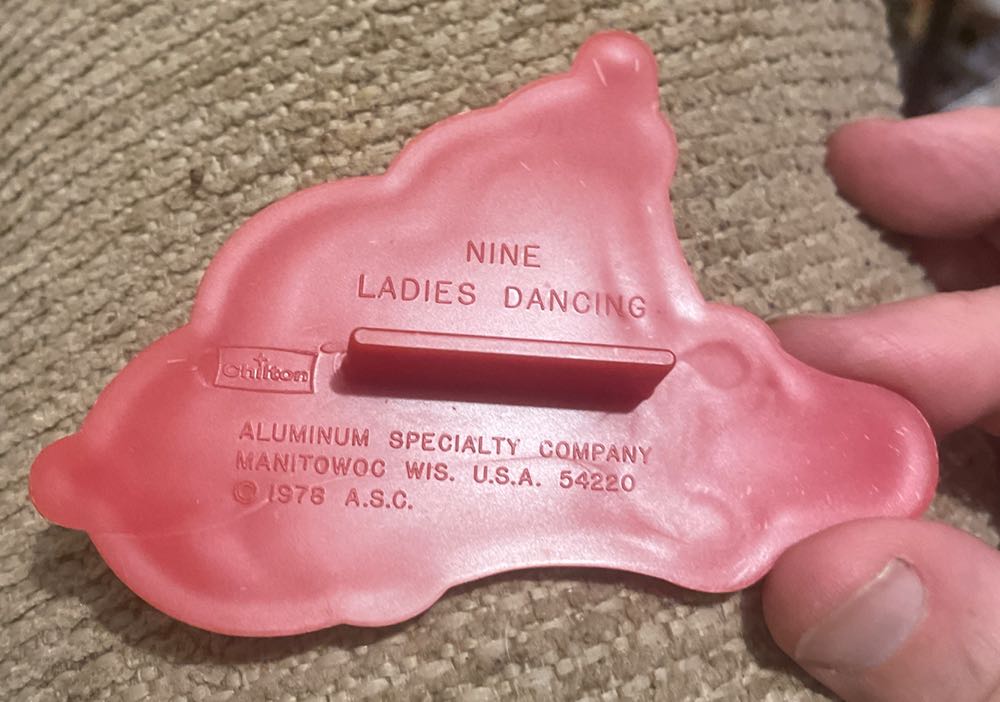 NINE
LADIES DANCING
Chilton
ALUMINUM SPECIALTY COMPANY
MANITOWOC WIS. U.S.A. 54220
© 1978 A.S.C.